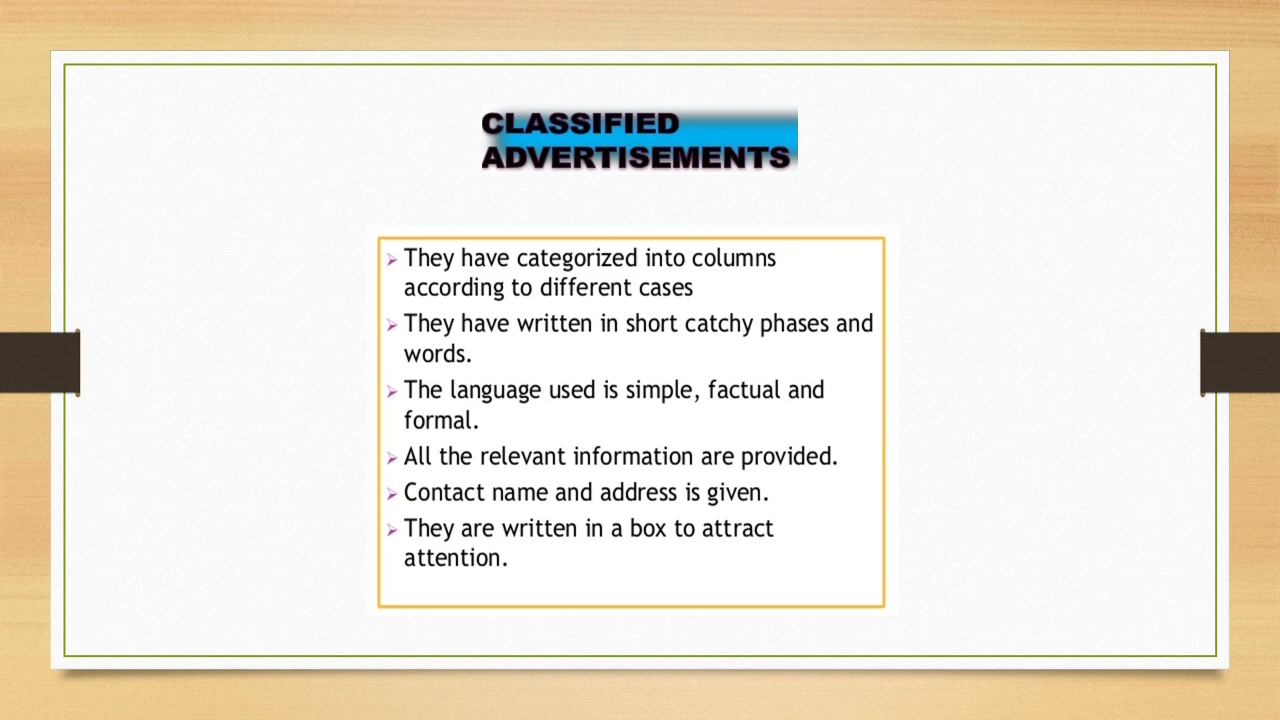 CLASSIFIED
ADVERTISEMENTS
They have categorized into columns
according to different cases
They have written in short catchy phases and
words.
The language used is simple, factual and
formal.
All the relevant information are provided.
Contact name and address is given.
They are written in a box to attract
attention.